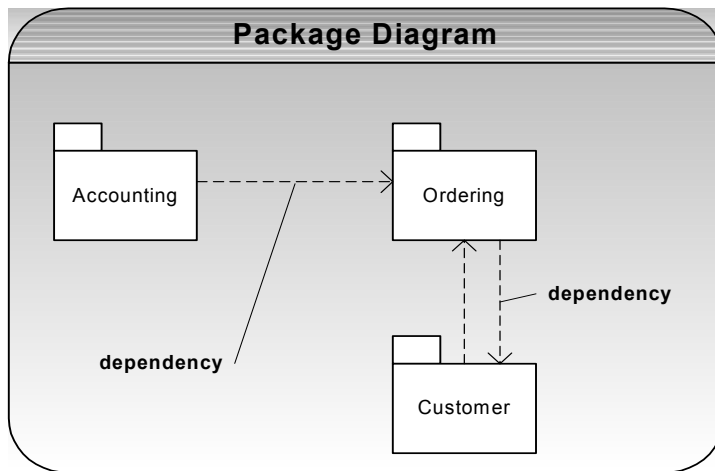 Package Diagram
Accounting
Ordering
dependency
dependency
Customer